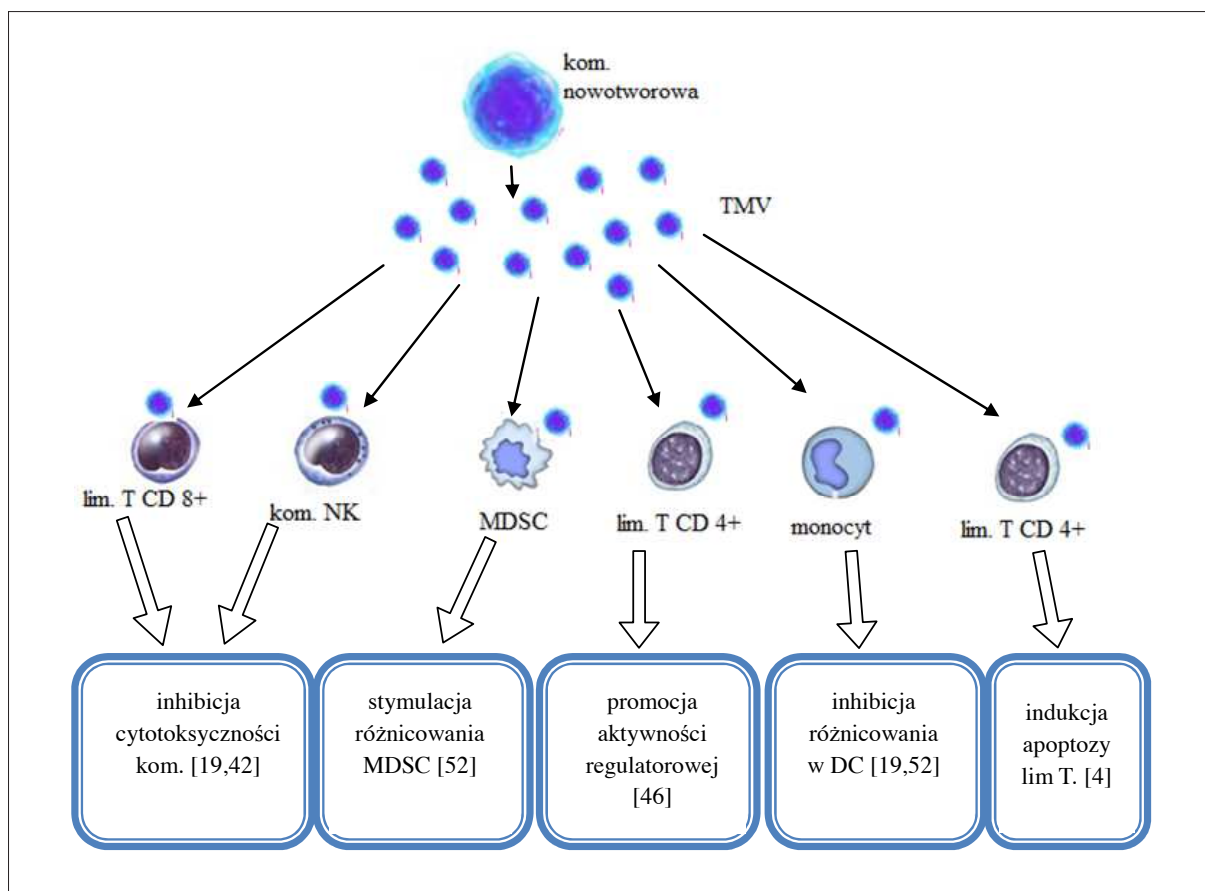 kom.
nowotworowa
TMV
lim. T CD 8+
kom. NK
MDSC
lim. T CD 4+
monocyt
lim. T CD 4+
inhibicja
cytotoksyczności
kom. [19,42]
stymulacja
różnicowania
MDSC [52]
promocja
aktywności
regulatorowej
[46]
inhibicja
różnicowania
w DC [19,52]
indukcja
apoptozy
lim T. [4]